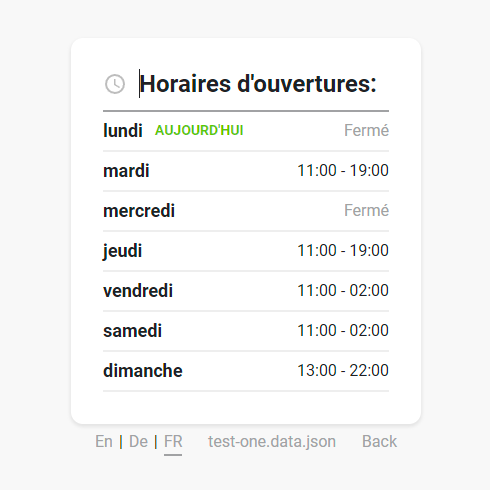 Horaires d'ouvertures:
lundi AUJOURD'HUI Fermé
mardi 11:00 - 19:00
mercredi Fermé
jeudi 11:00 - 19:00
vendredi 11:00 - 02:00
samedi 11:00 - 02:00
dimanche 13:00 - 22:00
En | De | FR test-one.data.json Back